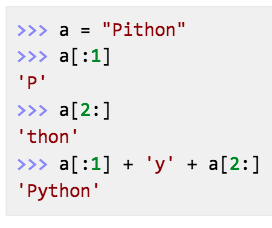 >>> a = "Pithon"
>>> a[:1]
'P'
>>> a[2:]
'thon'
>>> a[:1] + 'y' + a[2:]
'Python'